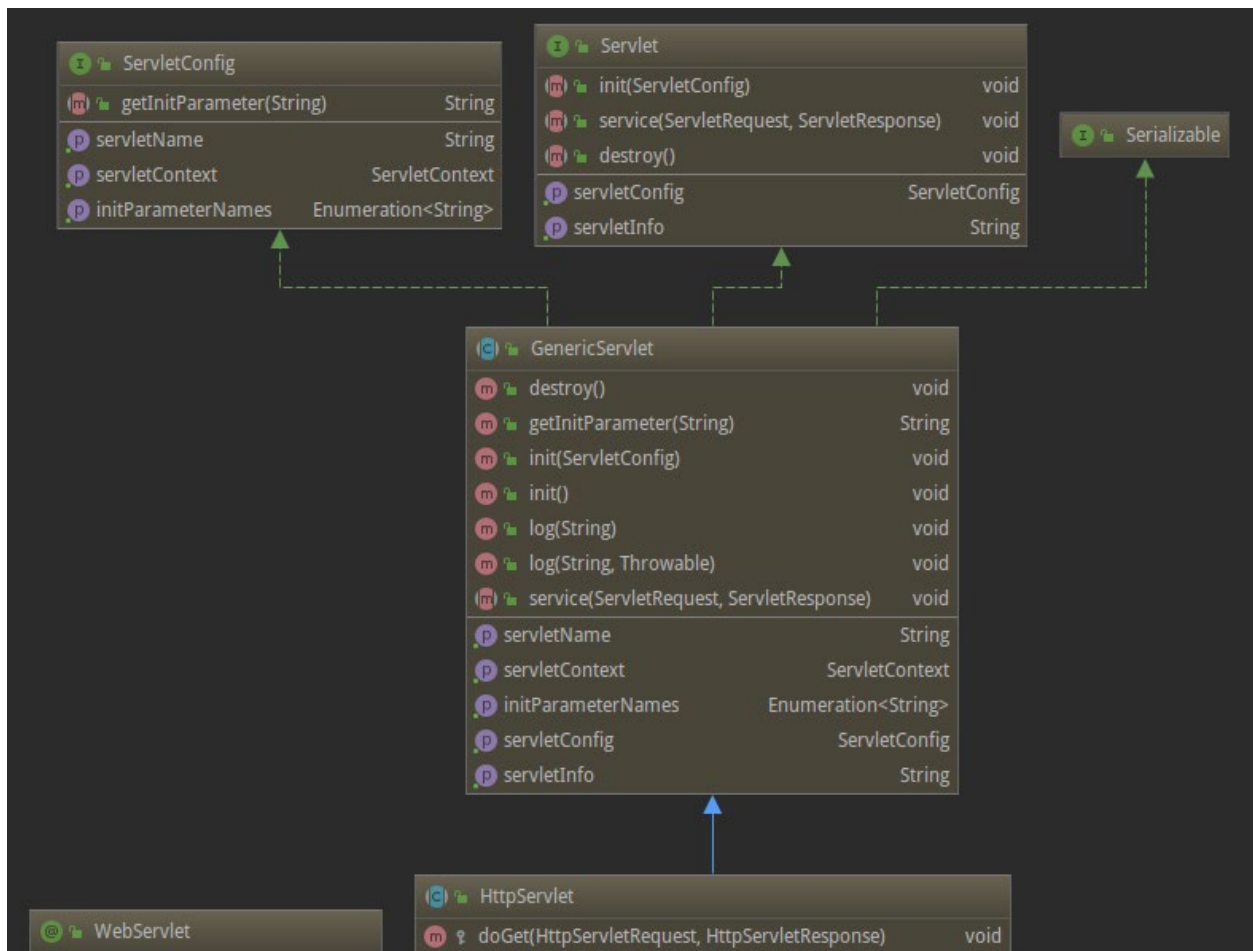 ServletConfig
getInitParameter(String) String
servletName String
servletContext ServletContext
initParameterNames Enumeration<String>
Servlet
init(ServletConfig) void
service(ServletRequest, ServletResponse) void
destroy() void
servletConfig ServletConfig
servletInfo String
Serializable
GenericServlet
destroy() void
getInitParameter(String) String
init(ServletConfig) void
init() void
log(String) void
log(String, Throwable) void
service(ServletRequest, ServletResponse) void
servletName String
servletContext ServletContext
initParameterNames Enumeration<String>
servletConfig ServletConfig
servletInfo String
HttpServlet
doGet(HttpServletRequest, HttpServletResponse) void
WebServlet